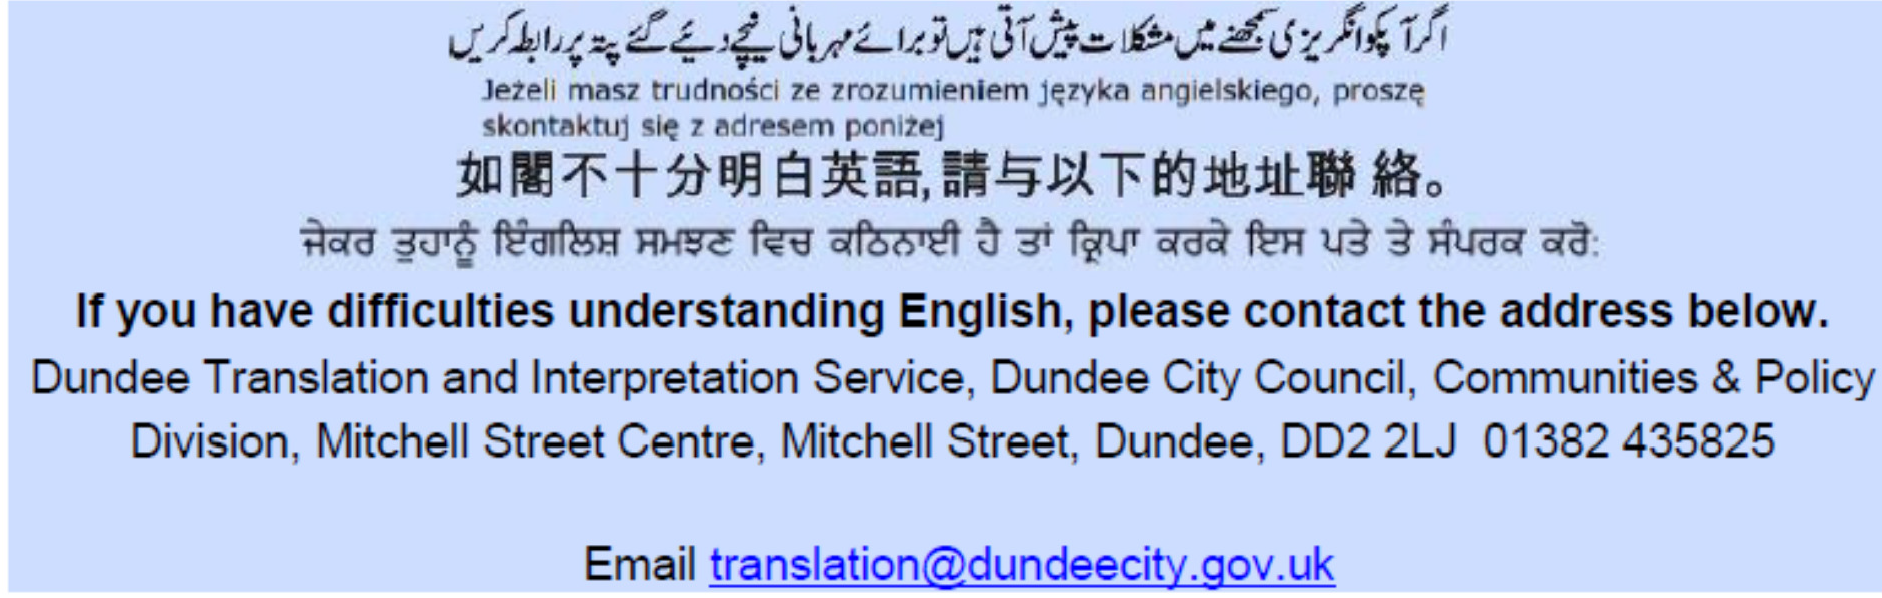 اگر آپکو انگریزی سمجھنے میں مشکلات پیش آتی ہیں تو برائے مہربانی نیچے دئیے گئے پتہ پر رابطہ کریں
Jeżeli masz trudności ze zrozumieniem języka angielskiego, proszę
skontaktuj się z adresem poniżej
如閣不十分明白英語,請与以下的地址聯 絡。
ਜੇਕਰ ਤੁਹਾਨੂੰ ਇੰਗਲਿਸ਼ ਸਮਝਣ ਵਿਚ ਕਠਿਨਾਈ ਹੈ ਤਾਂ ਕ੍ਰਿਪਾ ਕਰਕੇ ਇਸ ਪਤੇ ਤੇ ਸੰਪਰਕ ਕਰੋ:
If you have difficulties understanding English, please contact the address below.
Dundee Translation and Interpretation Service, Dundee City Council, Communities & Policy
Division, Mitchell Street Centre, Mitchell Street, Dundee, DD2 2LJ 01382 435825
Email translation@dundeecity.gov.uk